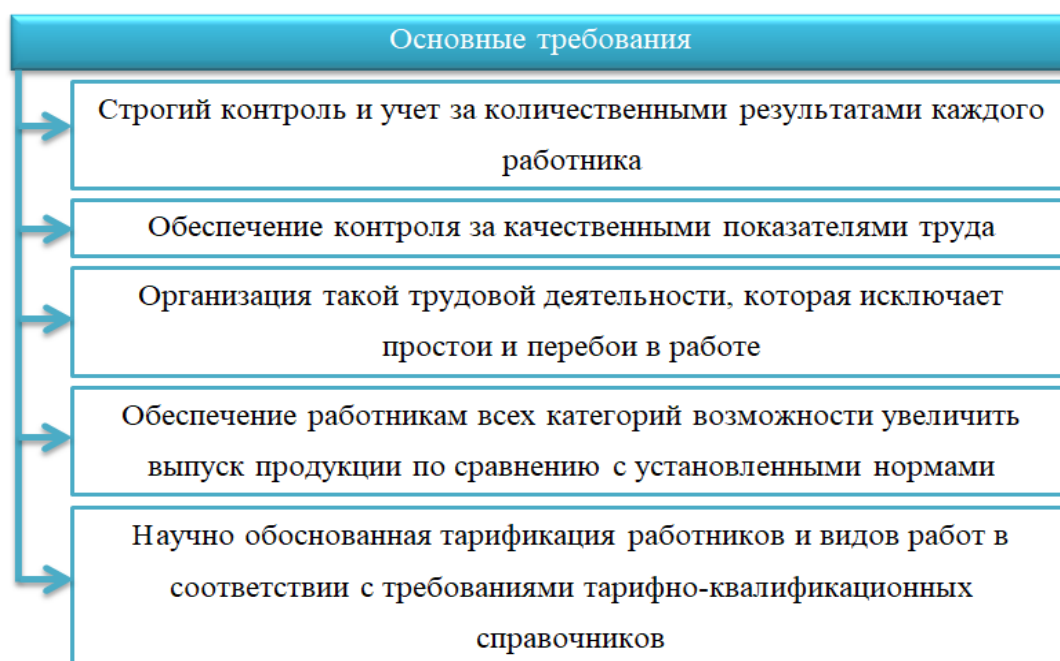 Основные требования
Строгий контроль и учет за количественными результатами каждого
работника
Обеспечение контроля за качественными показателями труда
Организация такой трудовой деятельности, которая исключает
простои и перебои в работе
Обеспечение работникам всех категорий возможности увеличить
выпуск продукции по сравнению с установленными нормами
Научно обоснованная тарификация работников и видов работ в
соответствии с требованиями тарифно-квалификационных
справочников